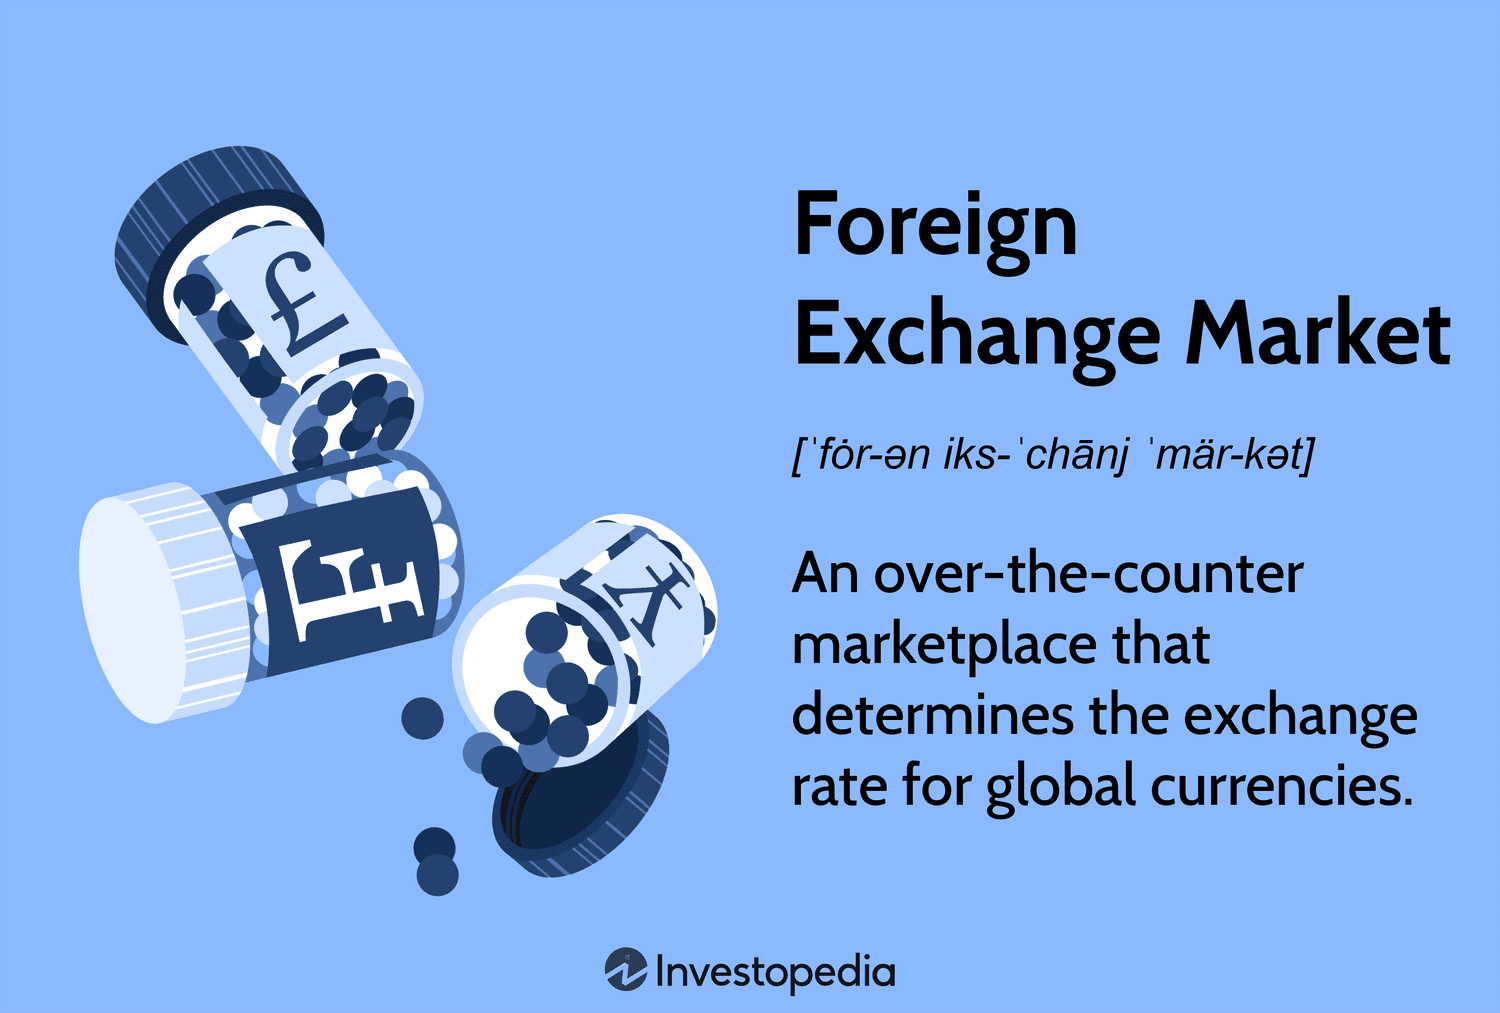 £
₣
¥
Foreign
Exchange Market
[ˈfȯr-ən iks-ˈchānj ˈmär-kət]
An over-the-counter
marketplace that
determines the exchange
rate for global currencies.
Investopedia